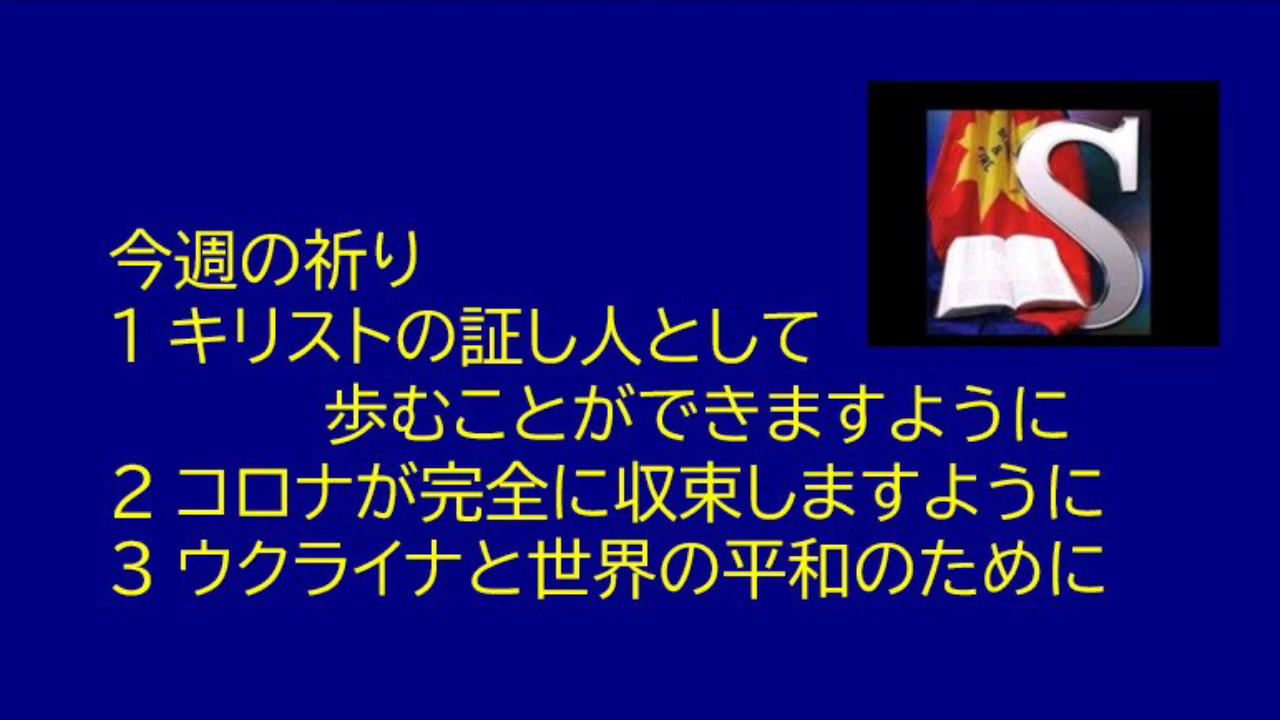 今週の祈り
1 キリストの証し人として
歩むことができますように
2 コロナが完全に収束しますように
3 ウクライナと世界の平和のために
S